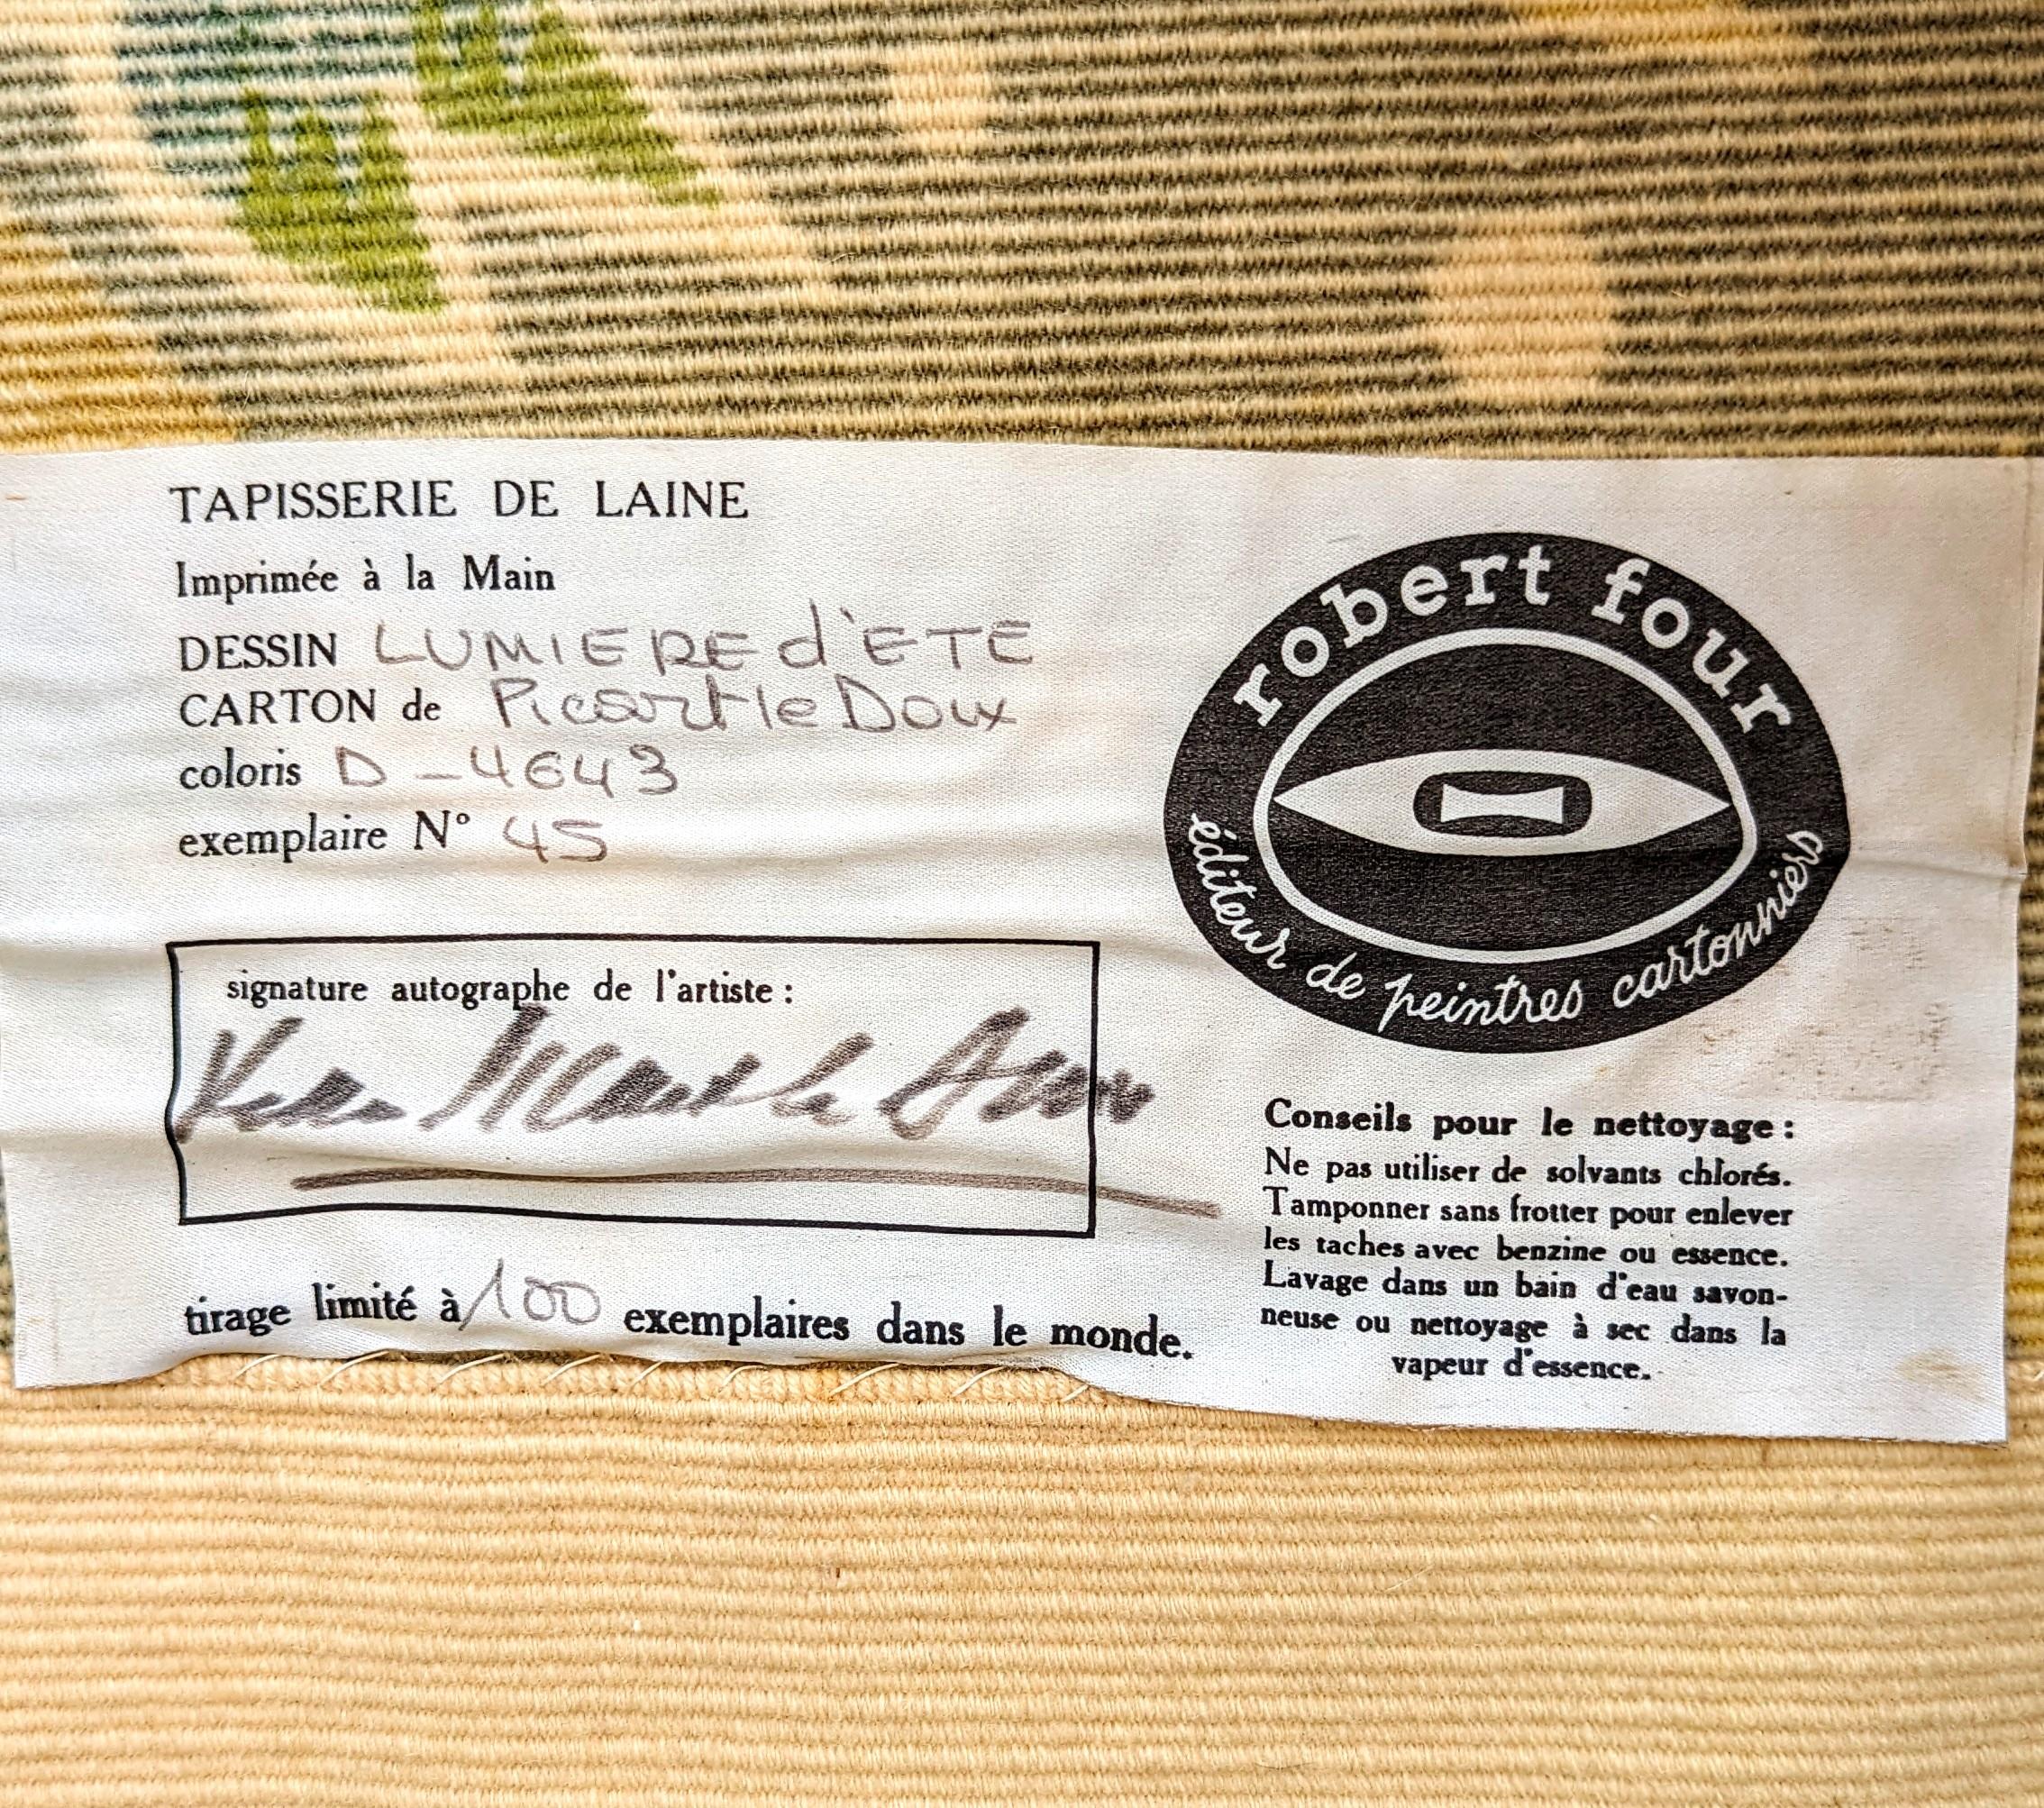 TAPISSERIE DE LAINE
Imprimée à la Main
DESSIN LUMIERE d'ETE
CARTON de Picart le Doux
coloris D - 4643
exemplaire N° 45
signature autographe de l'artiste :
tirage limité à 100 exemplaires dans le monde.
robert four
éditeur de peintres cartonniers
Conseils pour le nettoyage :
Ne pas utiliser de solvants chlorés.
Tamponner sans frotter pour enlever
les taches avec benzine ou essence.
Lavage dans un bain d'eau savon-
neuse ou nettoyage à sec dans la
vapeur d'essence.